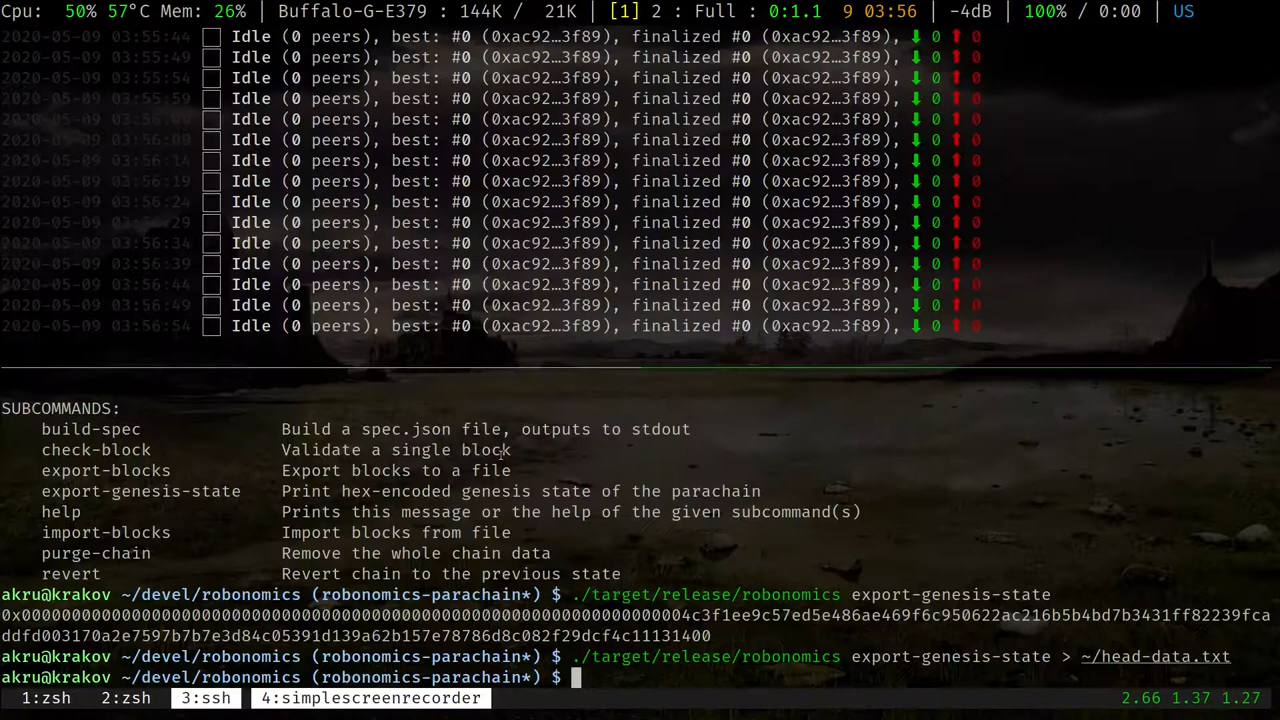 Cpu: 50% 57°C Mem: 26% | Buffalo-G-E379 : 144K / 21K | [1] 2 : Full : 0:1.1 9 03:56 | -4dB | 100% / 0:00 | US
2020-05-09 03:55:44 Idle (0 peers), best: #0 (0xac92…3f89), finalized #0 (0xac92…3f89), ⬇ 0 ⬆ 0
2020-05-09 03:55:49 Idle (0 peers), best: #0 (0xac92…3f89), finalized #0 (0xac92…3f89), ⬇ 0 ⬆ 0
2020-05-09 03:55:54 Idle (0 peers), best: #0 (0xac92…3f89), finalized #0 (0xac92…3f89), ⬇ 0 ⬆ 0
2020-05-09 03:55:59 Idle (0 peers), best: #0 (0xac92…3f89), finalized #0 (0xac92…3f89), ⬇ 0 ⬆ 0
2020-05-09 Idle (0 peers), best: #0 (0xac92…3f89), finalized #0 (0xac92…3f89), ⬇ 0 ⬆ 0
2020-05-09 03:56:09 Idle (0 peers), best: #0 (0xac92…3f89), finalized #0 (0xac92…3f89), ⬇ 0 ⬆ 0
2020-05-09 03:56:14 Idle (0 peers), best: #0 (0xac92…3f89), finalized #0 (0xac92…3f89), ⬇ 0 ⬆ 0
2020-05-09 03:56:19 Idle (0 peers), best: #0 (0xac92…3f89), finalized #0 (0xac92…3f89), ⬇ 0 ⬆ 0
2020-05-09 03:56:24 Idle (0 peers), best: #0 (0xac92…3f89), finalized #0 (0xac92…3f89), ⬇ 0 ⬆ 0
2020-05-09 03:56:29 Idle (0 peers), best: #0 (0xac92…3f89), finalized #0 (0xac92…3f89), ⬇ 0 ⬆ 0
2020-05-09 03:56:34 Idle (0 peers), best: #0 (0xac92…3f89), finalized #0 (0xac92…3f89), ⬇ 0 ⬆ 0
2020-05-09 03:56:39 Idle (0 peers), best: #0 (0xac92…3f89), finalized #0 (0xac92…3f89), ⬇ 0 ⬆ 0
2020-05-09 03:56:44 Idle (0 peers), best: #0 (0xac92…3f89), finalized #0 (0xac92…3f89), ⬇ 0 ⬆ 0
2020-05-09 03:56:49 Idle (0 peers), best: #0 (0xac92…3f89), finalized #0 (0xac92…3f89), ⬇ 0 ⬆ 0
2020-05-09 03:56:54 Idle (0 peers), best: #0 (0xac92…3f89), finalized #0 (0xac92…3f89), ⬇ 0 ⬆ 0
SUBCOMMANDS:
build-spec Build a spec.json file, outputs to stdout
check-block Validate a single block
export-blocks Export blocks to a file
export-genesis-state Print hex-encoded genesis state of the parachain
help Prints this message or the help of the given subcommand(s)
import-blocks Import blocks from file
purge-chain Remove the whole chain data
revert Revert chain to the previous state
akru@krakov ~/devel/robonomics (robonomics-parachain*) $ ./target/release/robonomics export-genesis-state
0x000000000000000000000000000000000000000000000000000000000000000000004c3f1ee9c57ed5e486ae469f6c950622ac216b5b4bd7b3431ff82239fca
ddfd003170a2e7597b7b7e3d84c05391d139a62b157e78786d8c082f29dcf4c11131400
akru@krakov ~/devel/robonomics (robonomics-parachain*) $ ./target/release/robonomics export-genesis-state > ~/head-data.txt
akru@krakov ~/devel/robonomics (robonomics-parachain*) $
1:zsh 2:zsh 3:ssh 4:simplescreenrecorder 2.66 1.37 1.27